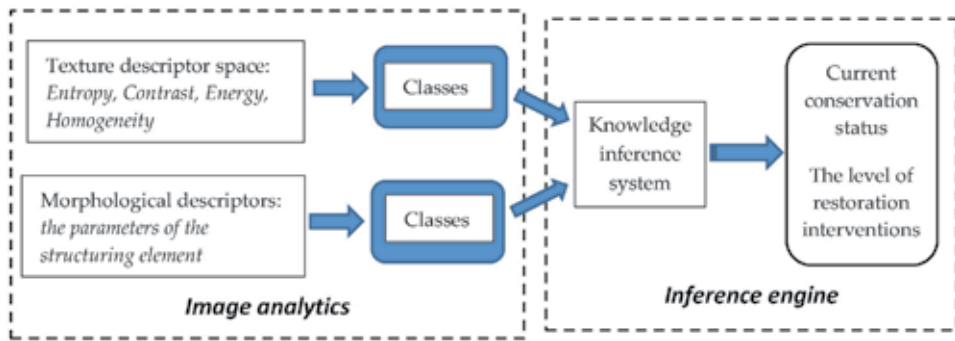 Texture descriptor space:
Entropy, Contrast, Energy,
Homogeneity
Classes
Morphological descriptors:
the parameters of the
structuring element
Classes
Image analytics
Knowledge
inference
system
Current
conservation
status
The level of
restoration
interventions
Inference engine